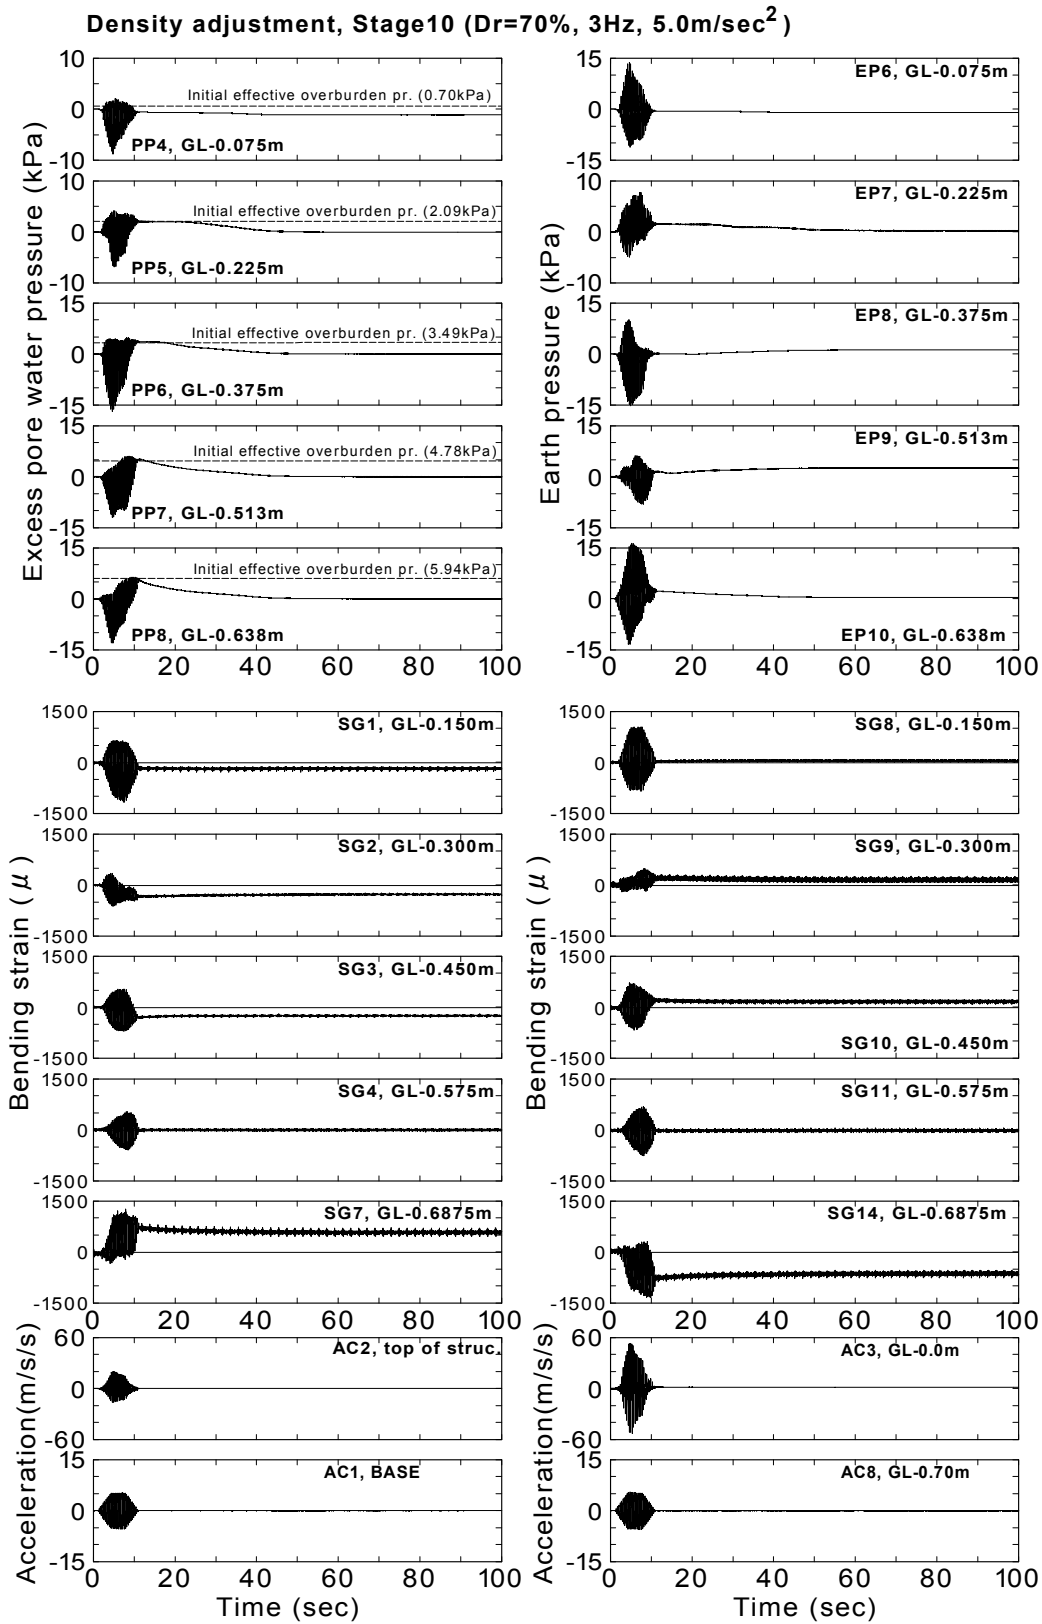 Density adjustment, Stage10 (Dr=70%, 3Hz, 5.0m/sec²)
Excess pore water pressure (kPa)
10
0
-10
Initial effective overburden pr. (0.70kPa)
PP4, GL-0.075m
10
0
-10
Initial effective overburden pr. (2.09kPa)
PP5, GL-0.225m
15
0
-15
Initial effective overburden pr. (3.49kPa)
PP6, GL-0.375m
15
0
-15
Initial effective overburden pr. (4.78kPa)
PP7, GL-0.513m
15
0
-15
Initial effective overburden pr. (5.94kPa)
PP8, GL-0.638m
0 20 40 60 80 100
Earth pressure (kPa)
15
0
-15
EP6, GL-0.075m
10
0
-10
EP7, GL-0.225m
15
0
-15
EP8, GL-0.375m
15
0
-15
EP9, GL-0.513m
15
0
-15
EP10, GL-0.638m
0 20 40 60 80 100
Bending strain (μ)
1500
0
-1500
SG1, GL-0.150m
1500
0
-1500
SG2, GL-0.300m
1500
0
-1500
SG3, GL-0.450m
1500
0
-1500
SG4, GL-0.575m
1500
0
-1500
SG7, GL-0.6875m
0 20 40 60 80 100
Bending strain (μ)
1500
0
-1500
SG8, GL-0.150m
1500
0
-1500
SG9, GL-0.300m
1500
0
-1500
SG10, GL-0.450m
1500
0
-1500
SG11, GL-0.575m
1500
0
-1500
SG14, GL-0.6875m
0 20 40 60 80 100
Acceleration(m/s/s)
60
0
-60
AC2, top of struc.
15
0
-15
AC1, BASE
0 20 40 60 80 100
Time (sec)
Acceleration(m/s/s)
60
0
-60
AC3, GL-0.0m
15
0
-15
AC8, GL-0.70m
0 20 40 60 80 100
Time (sec)